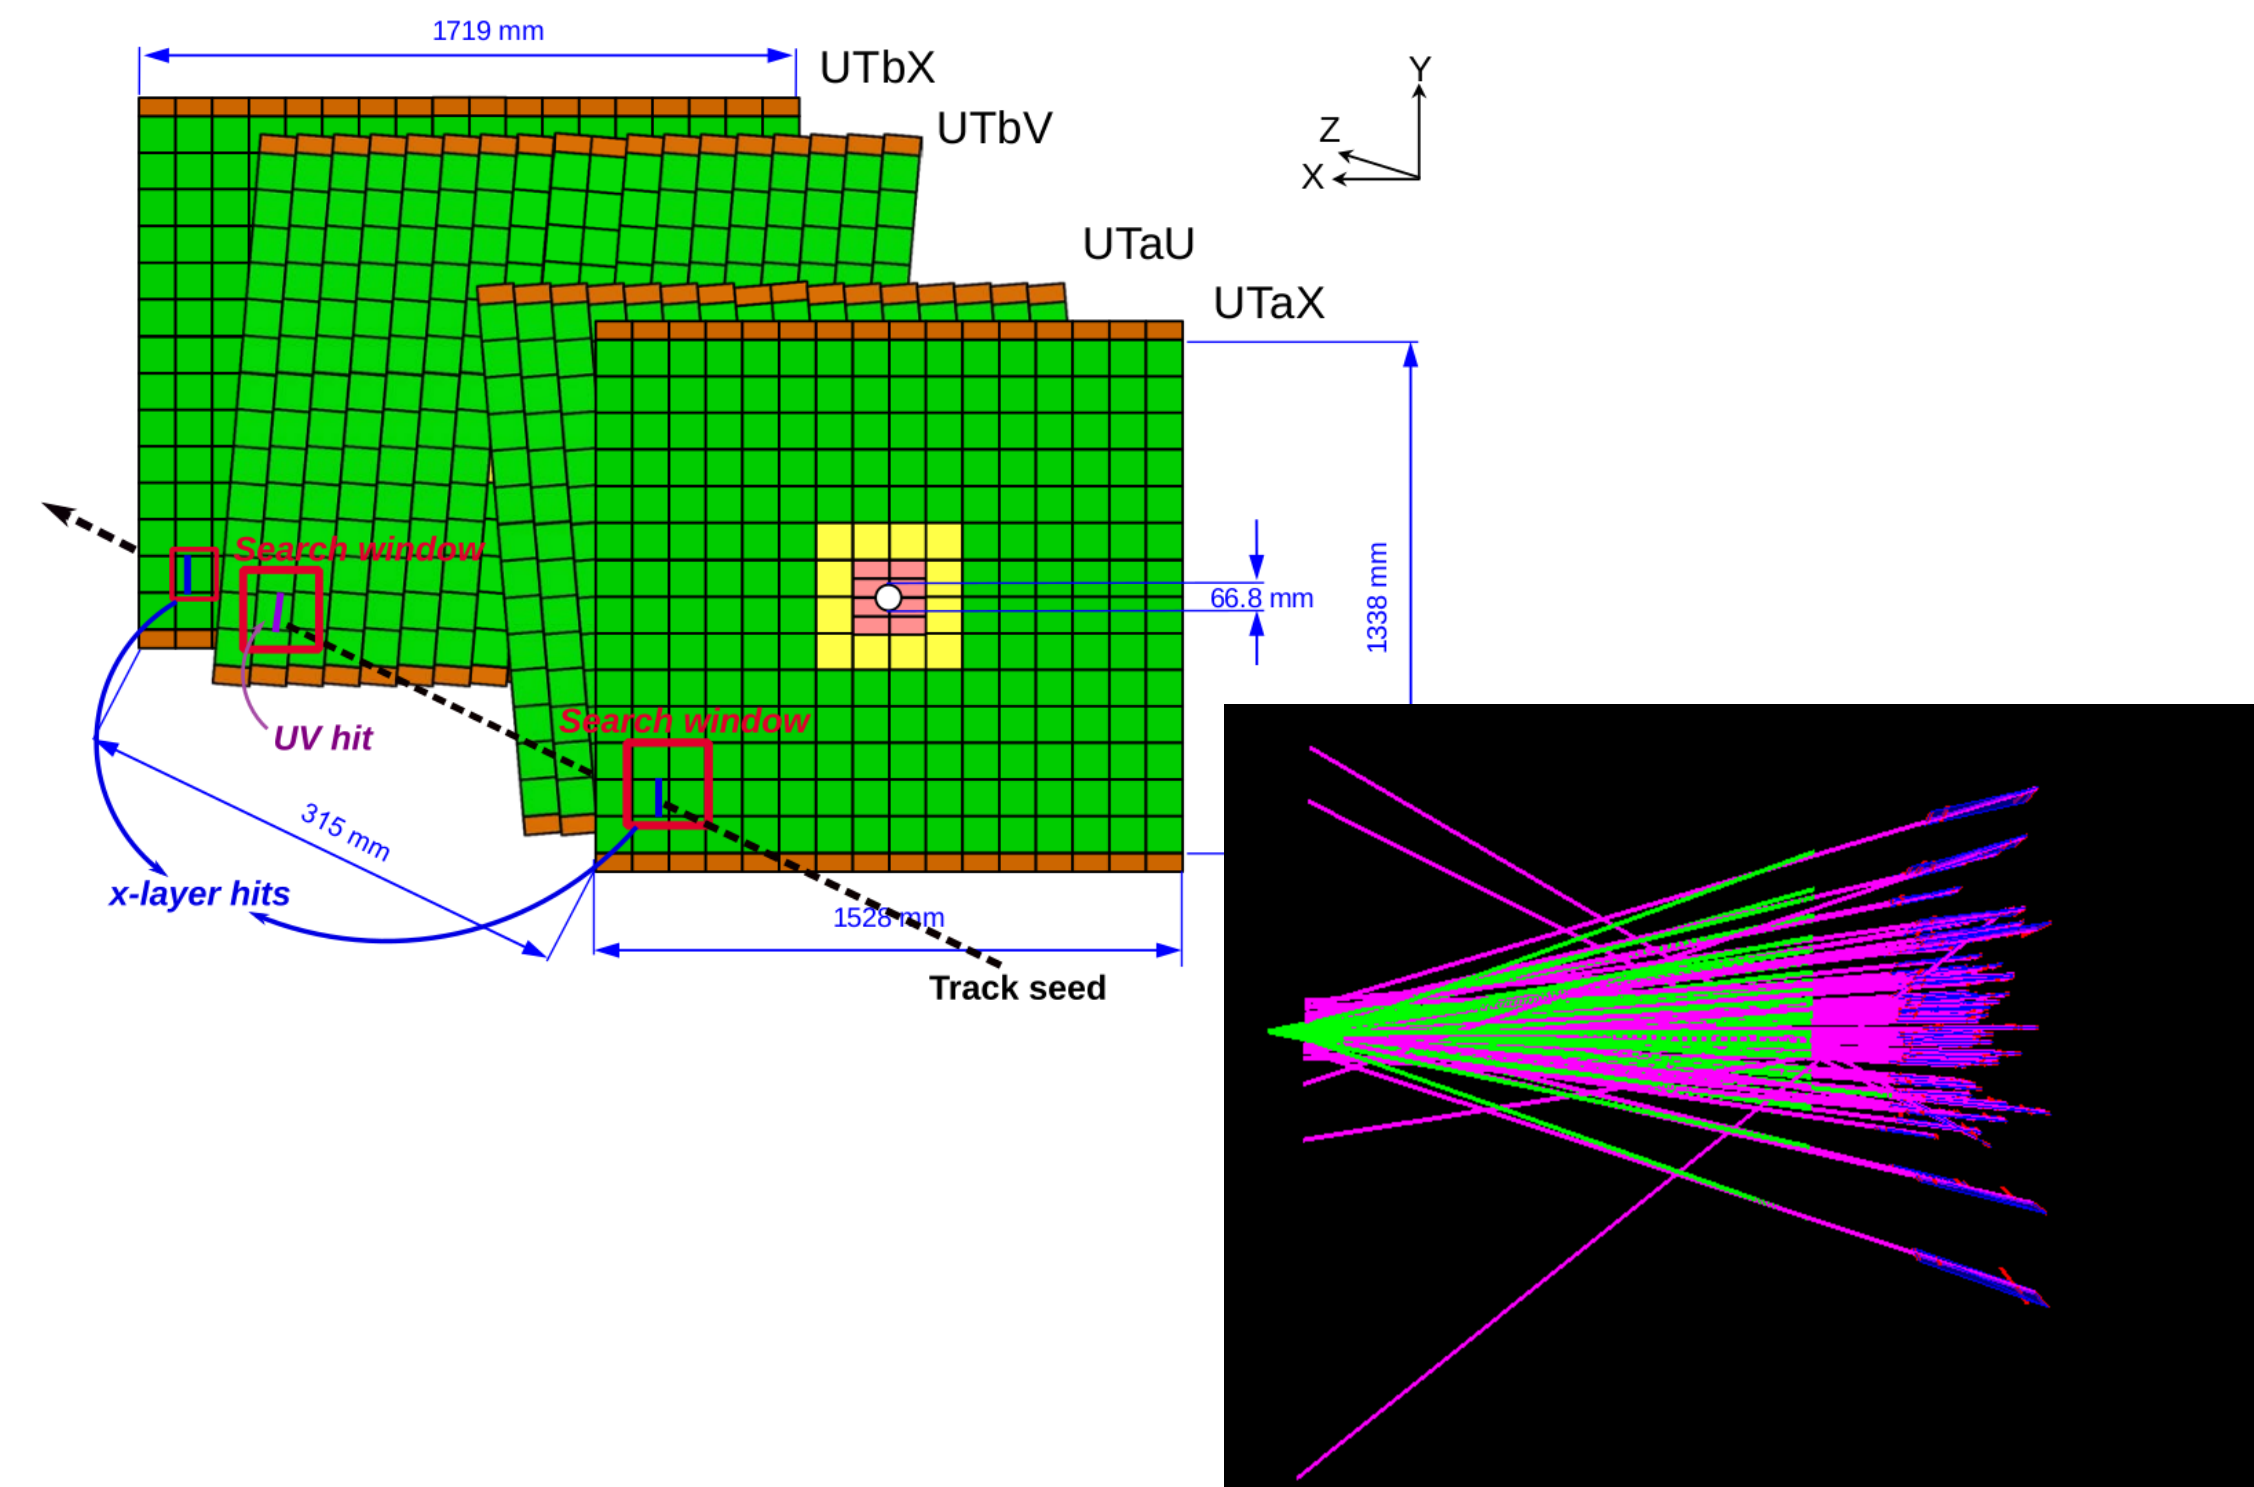 1719 mm
UTbX
Y
UTbV
Z
X
UTaU
UTaX
Search window
66.8 mm
1338 mm
Search window
UV hit
315 mm
x-layer hits
1528 mm
Track seed